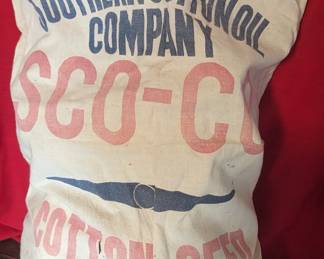 SOUTHERN COTTON OIL
COMPANY
SCO-CO
COTTON SEED